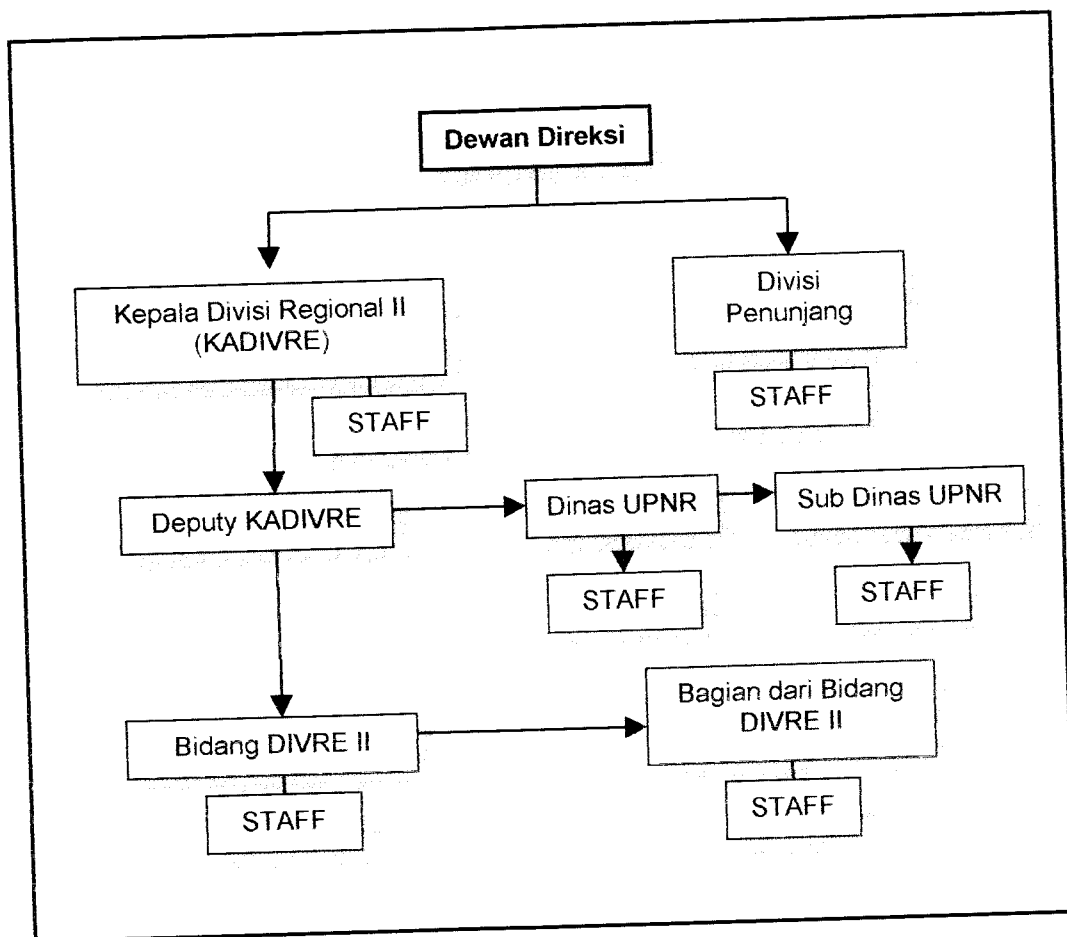 Dewan Direksi
Kepala Divisi Regional II
(KADIVRE)
Divisi
Penunjang
STAFF
STAFF
Deputy KADIVRE
Dinas UPNR
Sub Dinas UPNR
STAFF
STAFF
Bidang DIVRE II
Bagian dari Bidang
DIVRE II
STAFF
STAFF